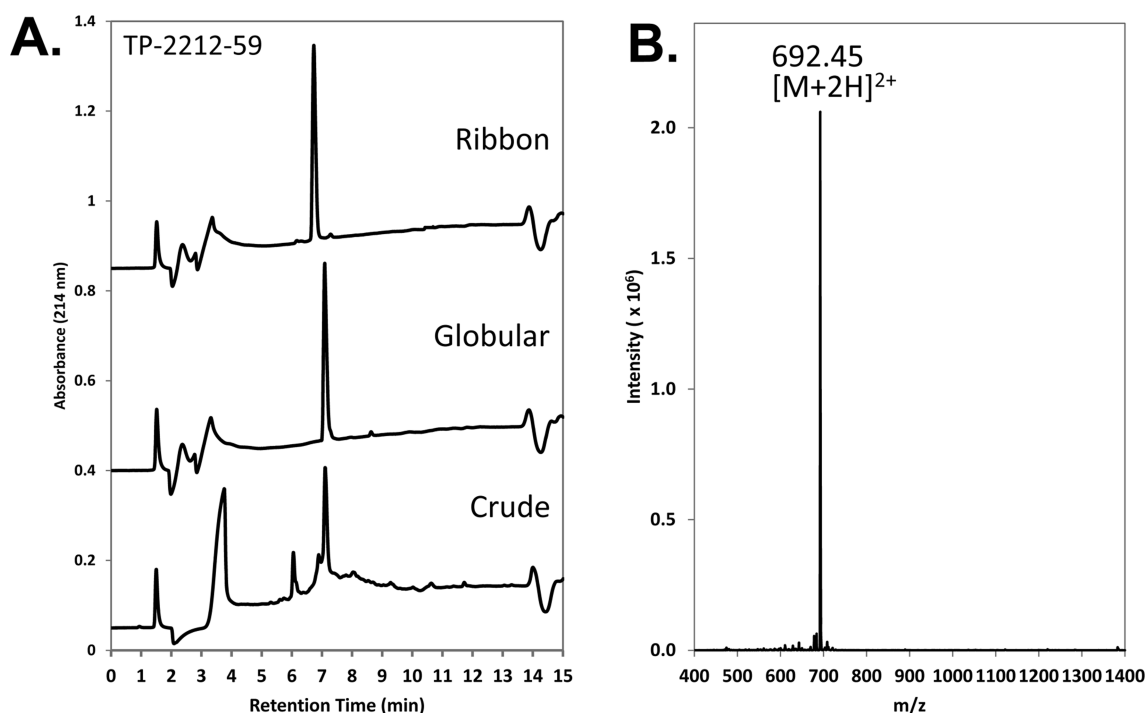 A.
TP-2212-59
Ribbon
Globular
Crude
1.4
1.2
1
0.8
0.6
0.4
0.2
0
Absorbance (214 nm)
0 1 2 3 4 5 6 7 8 9 10 11 12 13 14 15
Retention Time (min)
B.
692.45
[M+2H]²⁺
2.0
1.5
1.0
0.5
0.0
Intensity ( x 10⁶)
400 500 600 700 800 900 1000 1100 1200 1300 1400
m/z